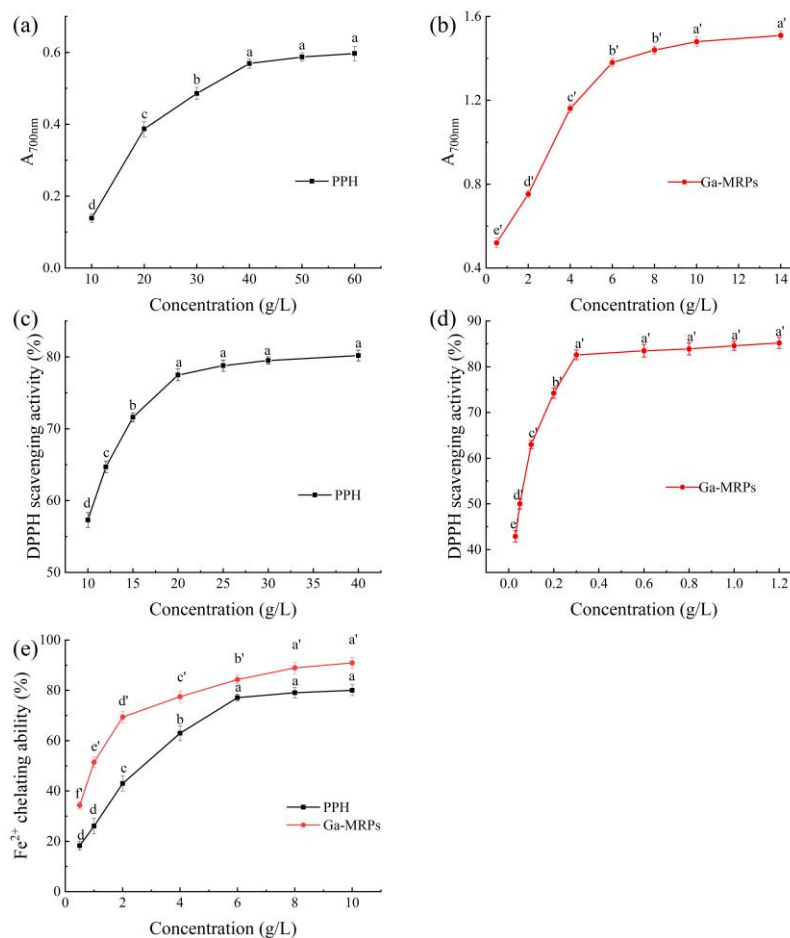 (a)
A700nm
0.6
0.4
0.2
0.0
d
c
b
a
a
a
PPH
10 20 30 40 50 60
Concentration (g/L)
(b)
A700nm
1.6
1.2
0.8
0.4
e'
d'
c'
b'
b'
a'
a'
Ga-MRPs
0 2 4 6 8 10 12 14
Concentration (g/L)
(c)
DPPH scavenging activity (%)
80
70
60
50
d
c
b
a
a
a
a
PPH
10 15 20 25 30 35 40
Concentration (g/L)
(d)
DPPH scavenging activity (%)
90
80
70
60
50
40
e'
d'
c'
b'
a'
a'
a'
a'
a'
Ga-MRPs
0.0 0.2 0.4 0.6 0.8 1.0 1.2
Concentration (g/L)
(e)
Fe2+ chelating ability (%)
100
80
60
40
20
0
f'
e'
d'
c'
b'
a'
a'
d
d
c
b
a
a
a
PPH
Ga-MRPs
0 2 4 6 8 10
Concentration (g/L)